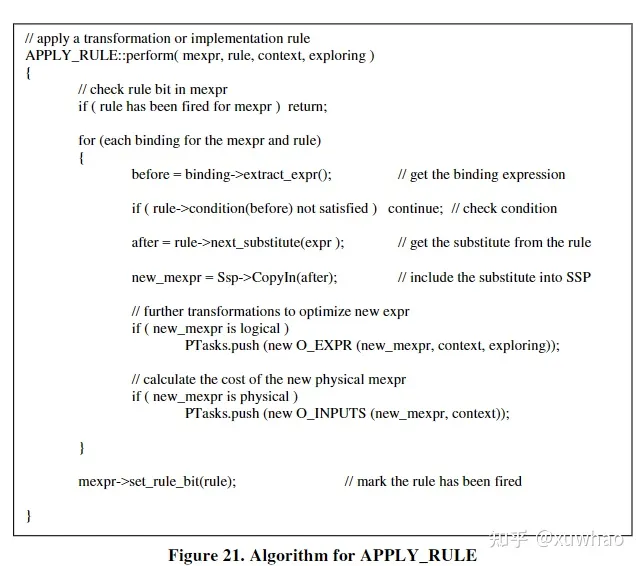 // apply a transformation or implementation rule
APPLY_RULE::perform( mexpr, rule, context, exploring )
{
// check rule bit in mexpr
if ( rule has been fired for mexpr ) return;
for (each binding for the mexpr and rule)
{
before = binding->extract_expr(); // get the binding expression
if ( rule->condition(before) not satisfied ) continue; // check condition
after = rule->next_substitute(expr ); // get the substitute from the rule
new_mexpr = Ssp->CopyIn(after); // include the substitute into SSP
// further transformations to optimize new expr
if ( new_mexpr is logical )
PTasks.push (new O_EXPR (new_mexpr, context, exploring));
// calculate the cost of the new physical mexpr
if ( new_mexpr is physical )
PTasks.push (new O_INPUTS (new_mexpr, context));
}
mexpr->set_rule_bit(rule); // mark the rule has been fired
}
知乎 @xuwhao
Figure 21. Algorithm for APPLY_RULE